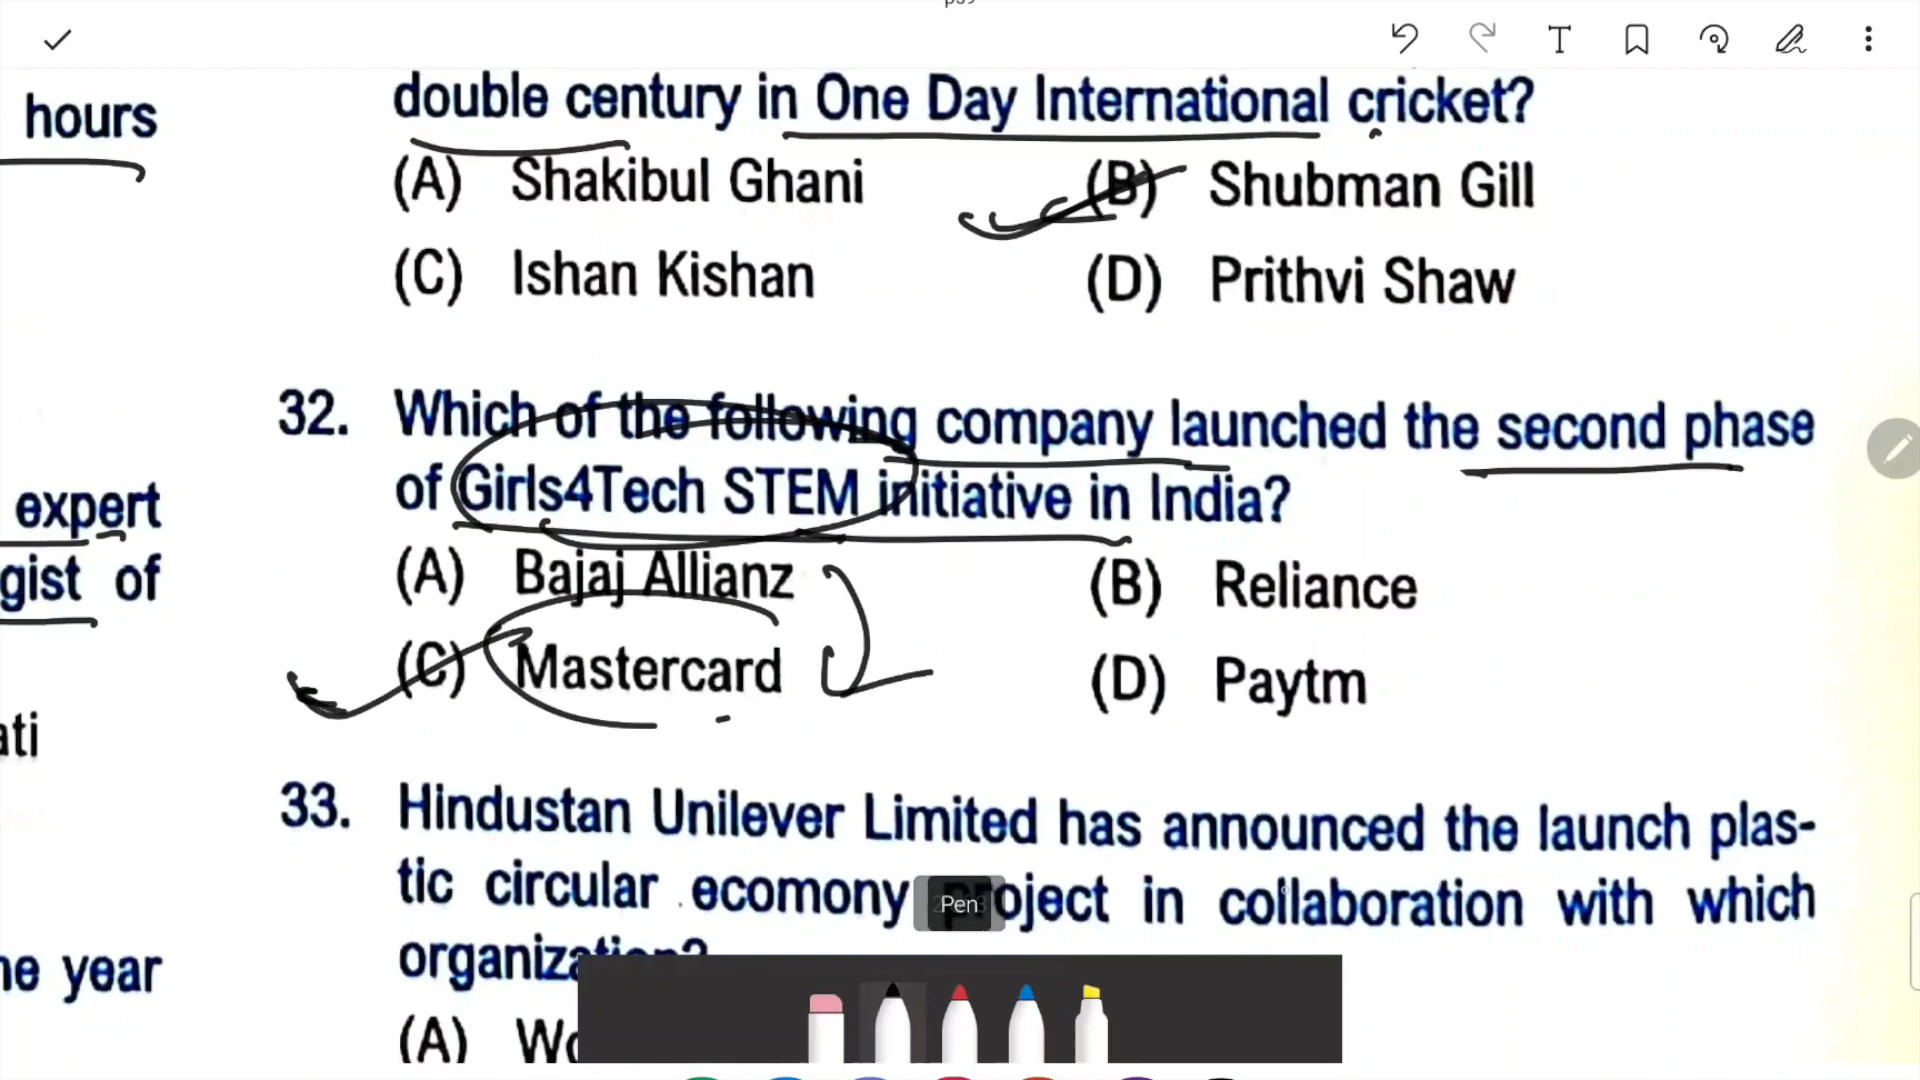 hours
expert
gist of
ati
ne year
double century in One Day International cricket?
(A) Shakibul Ghani
(B) Shubman Gill
(C) Ishan Kishan
(D) Prithvi Shaw
32. Which of the following company launched the second phase
of Girls4Tech STEM initiative in India?
(A) Bajaj Allianz
(B) Reliance
(C) Mastercard
(D) Paytm
33. Hindustan Unilever Limited has announced the launch plas-
tic circular ecomony project in collaboration with which
organization?
(A) Wo
Pen